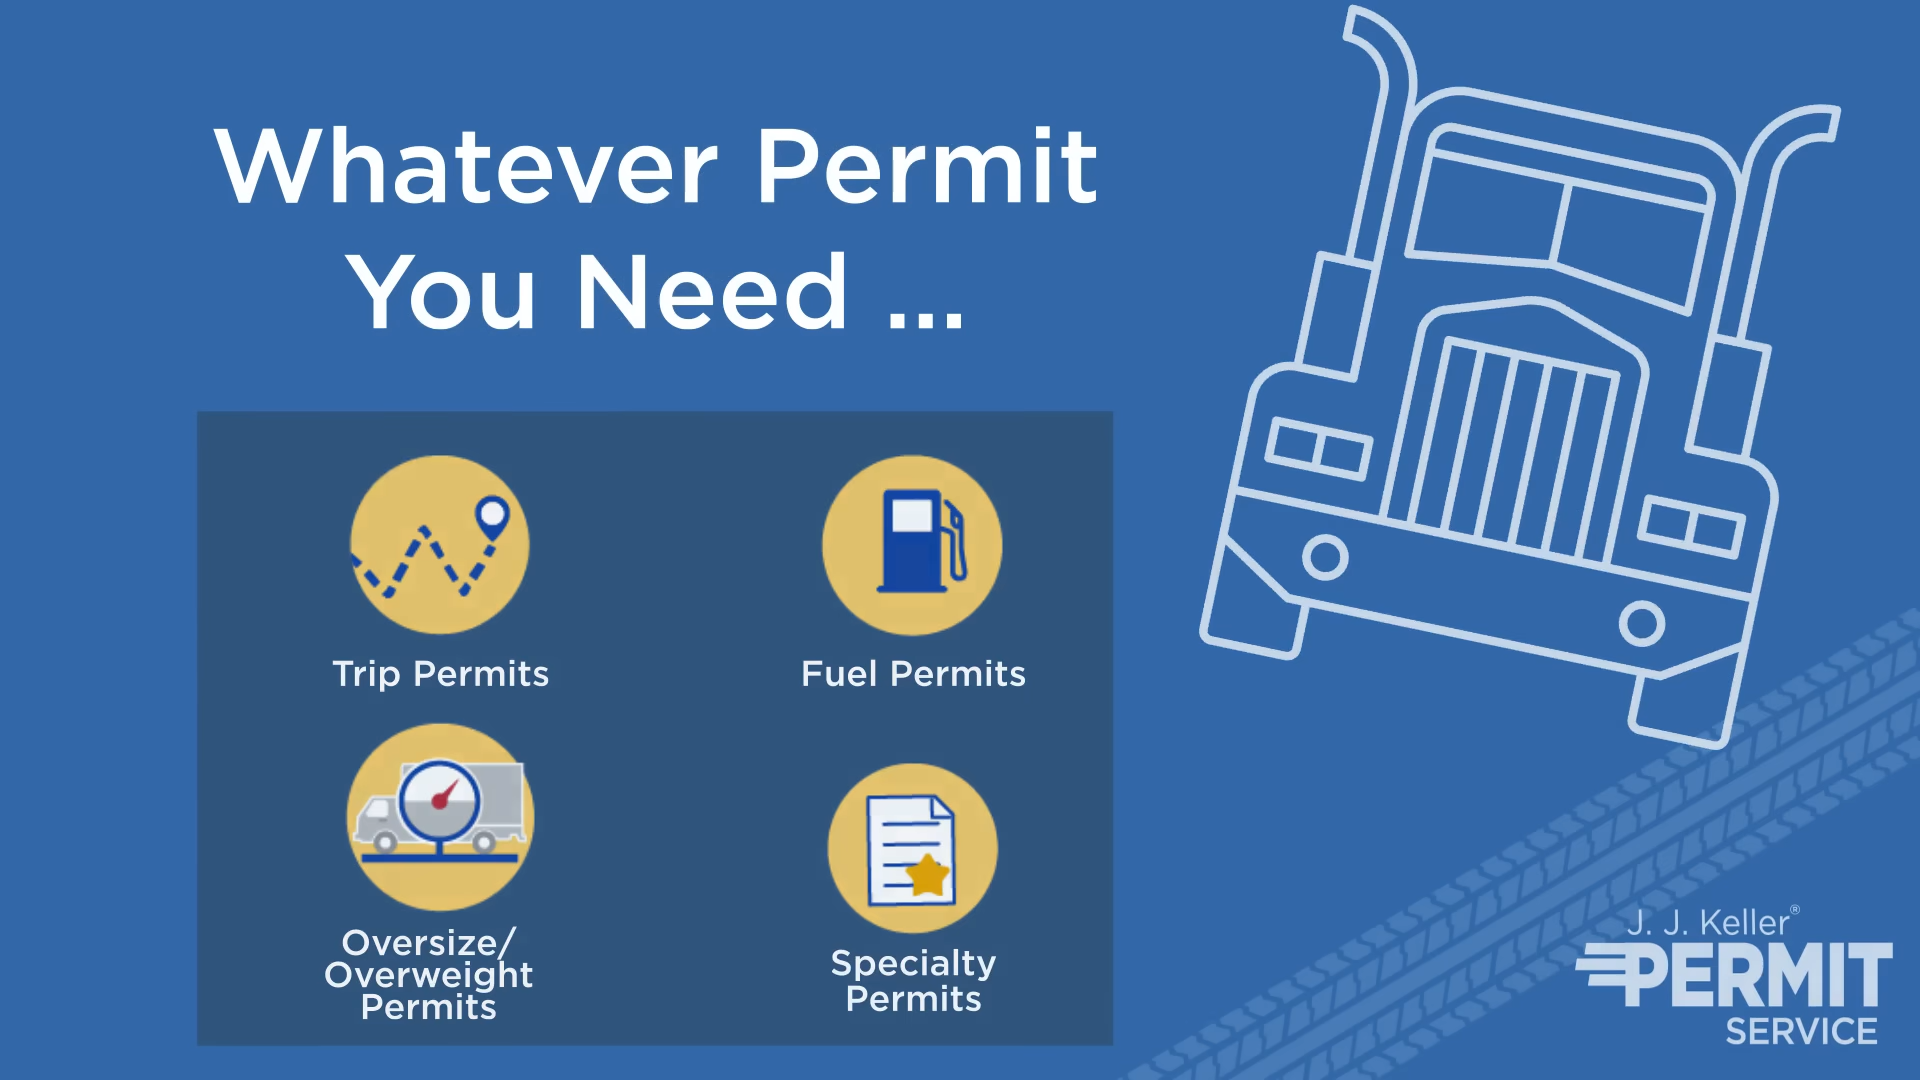 Whatever Permit
You Need ...
Trip Permits
Fuel Permits
Oversize/
Overweight
Permits
Specialty
Permits
J. J. Keller®
PERMIT
SERVICE